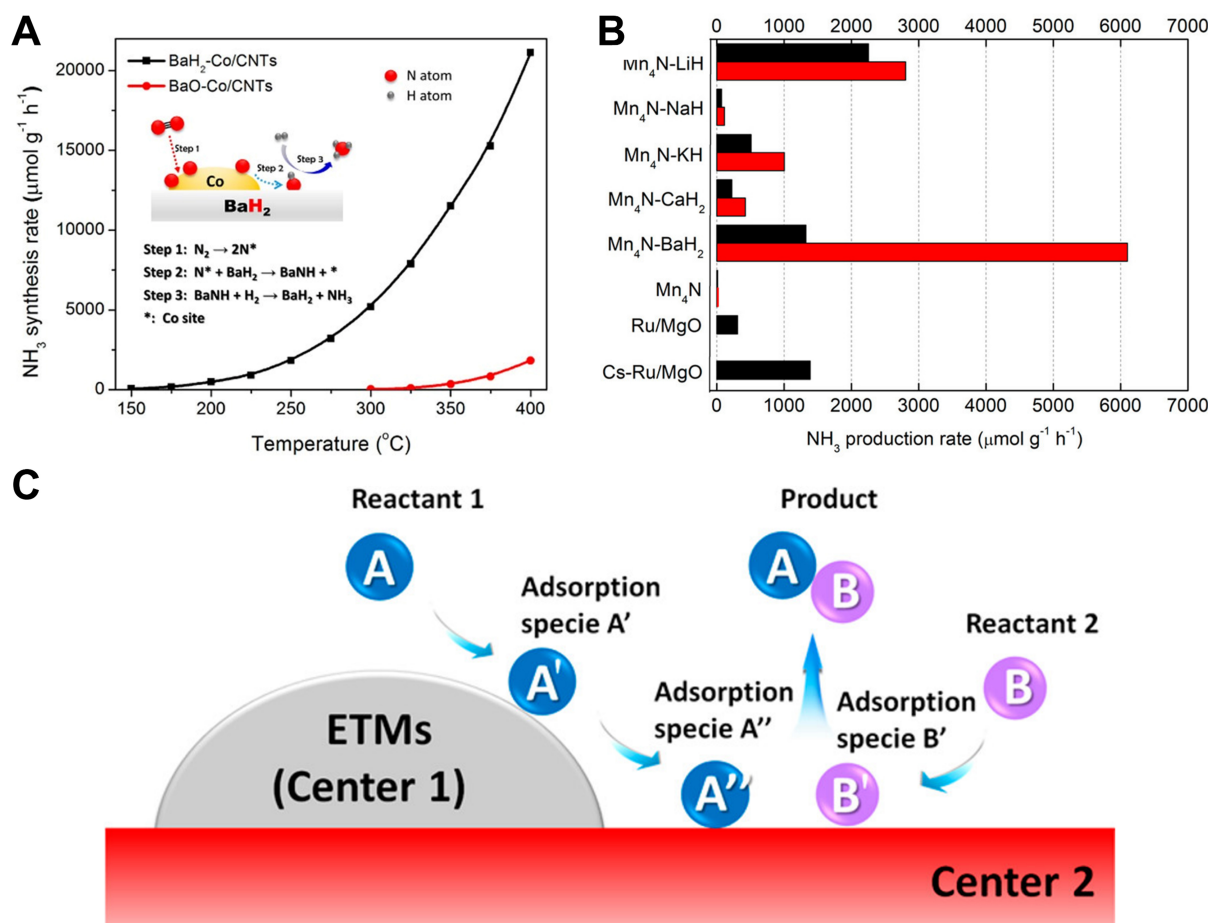 A
NH₃ synthesis rate (μmol g⁻¹ h⁻¹)
20000
15000
10000
5000
0
BaH₂-Co/CNTs
BaO-Co/CNTs
N atom
H atom
Step 1
Step 2
Step 3
Co
BaH₂
Step 1: N₂ → 2N*
Step 2: N* + BaH₂ → BaNH + *
Step 3: BaNH + H₂ → BaH₂ + NH₃
*: Co site
150 200 250 300 350 400
Temperature (°C)
B
0 1000 2000 3000 4000 5000 6000 7000
Mn₄N-LiH
Mn₄N-NaH
Mn₄N-KH
Mn₄N-CaH₂
Mn₄N-BaH₂
Mn₄N
Ru/MgO
Cs-Ru/MgO
0 1000 2000 3000 4000 5000 6000 7000
NH₃ production rate (μmol g⁻¹ h⁻¹)
C
Reactant 1
A
Adsorption
specie A'
A'
ETMs
(Center 1)
Adsorption
specie A''
A''
Product
A
B
Reactant 2
B
Adsorption
specie B'
B'
Center 2